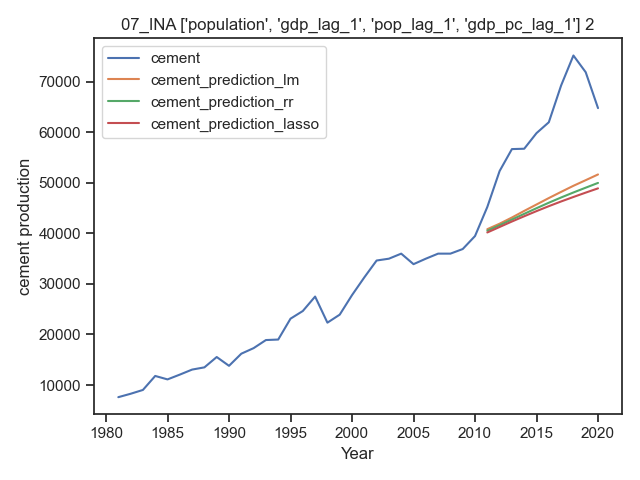 07_INA ['population', 'gdp_lag_1', 'pop_lag_1', 'gdp_pc_lag_1'] 2
cement
cement_prediction_lm
cement_prediction_rr
cement_prediction_lasso
70000
60000
50000
40000
30000
20000
10000
cement production
1980 1985 1990 1995 2000 2005 2010 2015 2020
Year